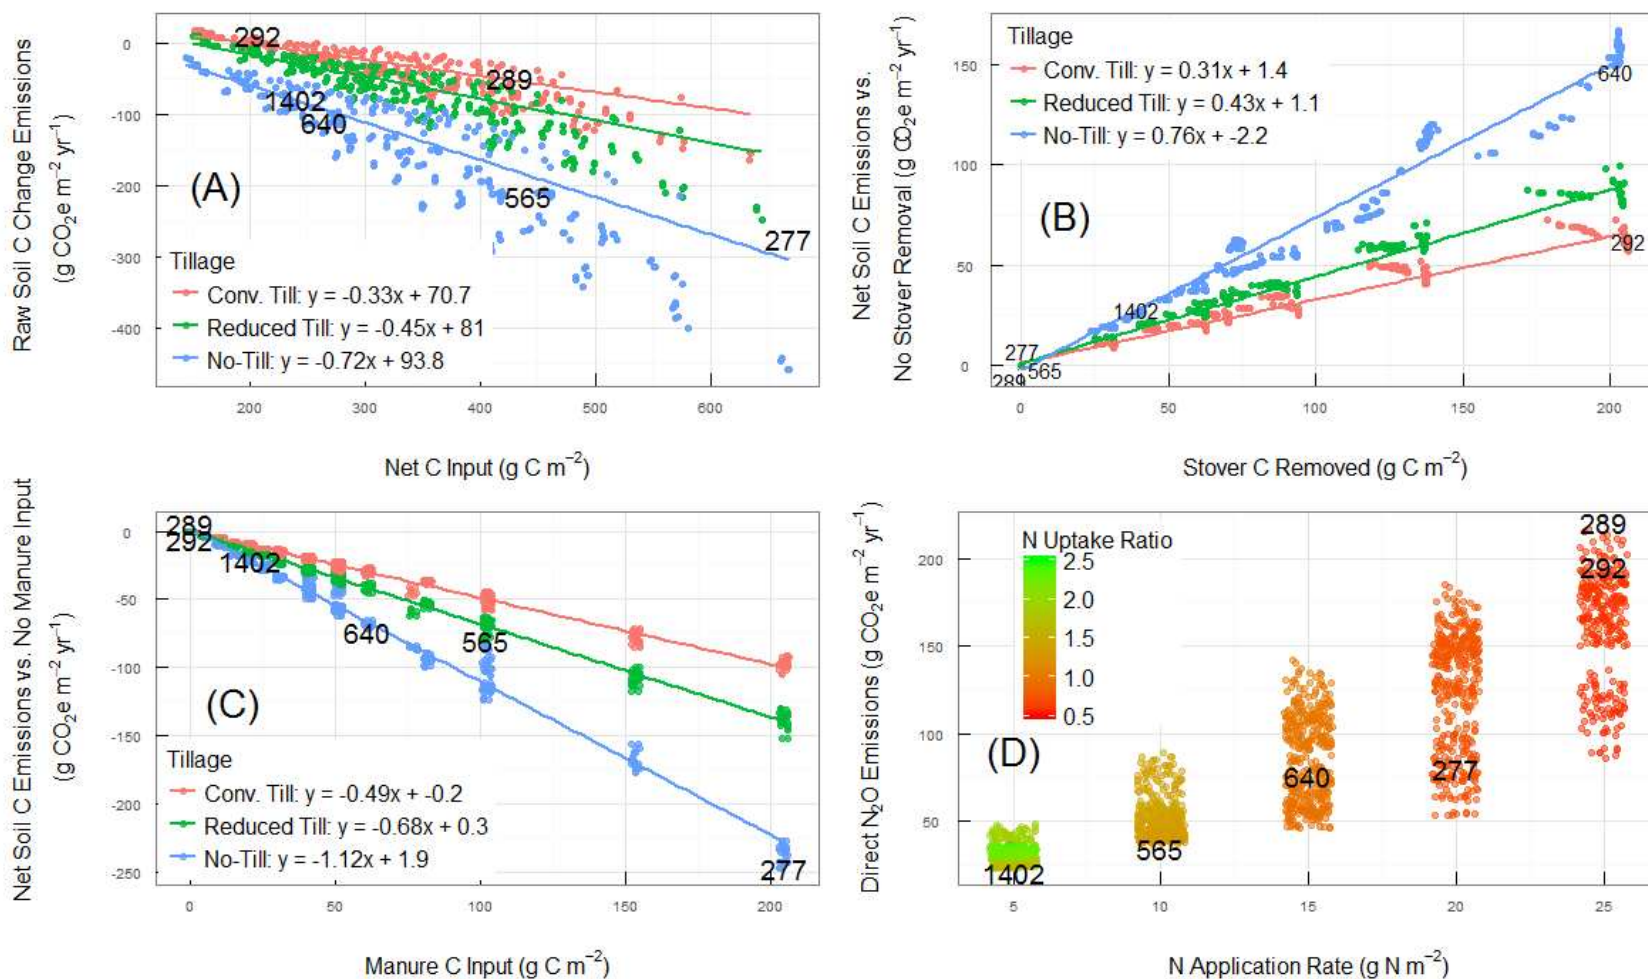 Raw Soil C Change Emissions
(g CO₂e m⁻² yr⁻¹)
0
-100
-200
-300
-400
292
289
1402
640
565
277
(A)
Tillage
Conv. Till: y = -0.33x + 70.7
Reduced Till: y = -0.45x + 81
No-Till: y = -0.72x + 93.8
200
300
400
500
600
Net C Input (g C m⁻²)
Net Soil C Emissions vs.
No Stover Removal (g CO₂e m⁻² yr⁻¹)
150
100
50
0
Tillage
Conv. Till: y = 0.31x + 1.4
Reduced Till: y = 0.43x + 1.1
No-Till: y = 0.76x + -2.2
640
(B)
292
1402
277
565
289
0
50
100
150
200
Stover C Removed (g C m⁻²)
Net Soil C Emissions vs. No Manure Input
(g CO₂e m⁻² yr⁻¹)
0
-50
-100
-150
-200
-250
289
292
1402
640
565
277
(C)
Tillage
Conv. Till: y = -0.49x + -0.2
Reduced Till: y = -0.68x + 0.3
No-Till: y = -1.12x + 1.9
0
50
100
150
200
Manure C Input (g C m⁻²)
Direct N₂O Emissions (g CO₂e m⁻² yr⁻¹)
200
150
100
50
N Uptake Ratio
2.5
2.0
1.5
1.0
0.5
(D)
289
292
640
277
565
1402
5
10
15
20
25
N Application Rate (g N m⁻²)